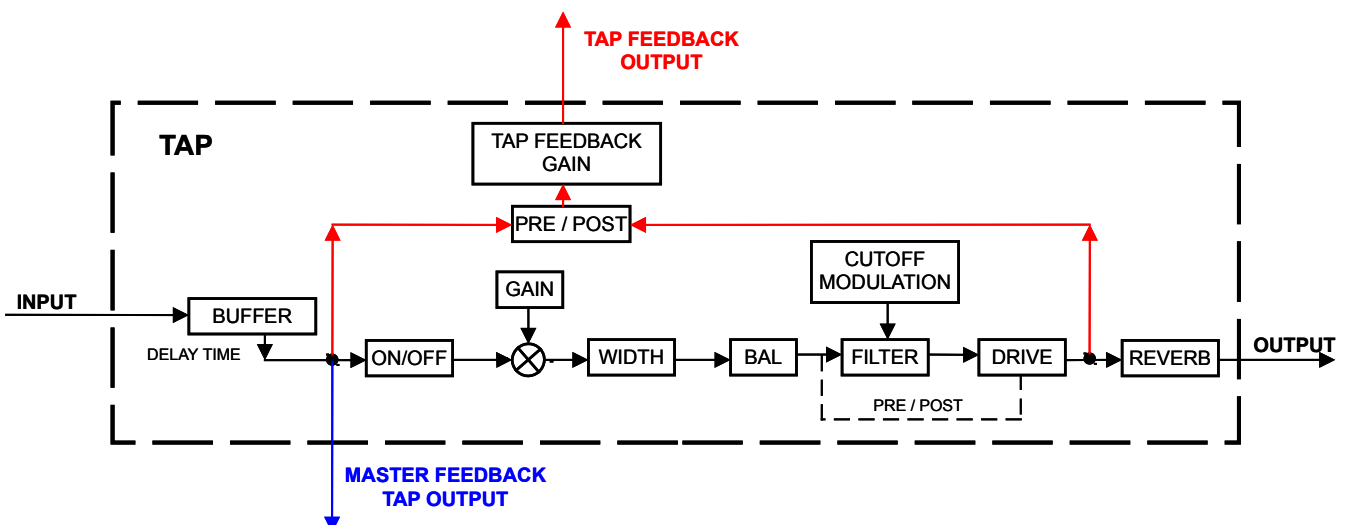 TAP FEEDBACK
OUTPUT
TAP
TAP FEEDBACK
GAIN
PRE / POST
CUTOFF
MODULATION
GAIN
INPUT
BUFFER
DELAY TIME
ON/OFF
WIDTH
BAL
FILTER
DRIVE
REVERB
OUTPUT
PRE / POST
MASTER FEEDBACK
TAP OUTPUT